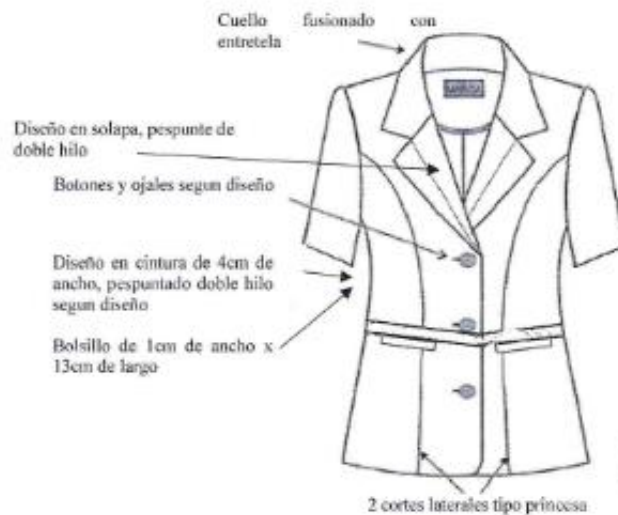 Cuello fusionado con
entretela
Diseño en solapa, pespunte de
doble hilo
Botones y ojales segun diseño
Diseño en cintura de 4cm de
ancho, pespuntado doble hilo
segun diseño
Bolsillo de 1cm de ancho x
13cm de largo
2 cortes laterales tipo princesa